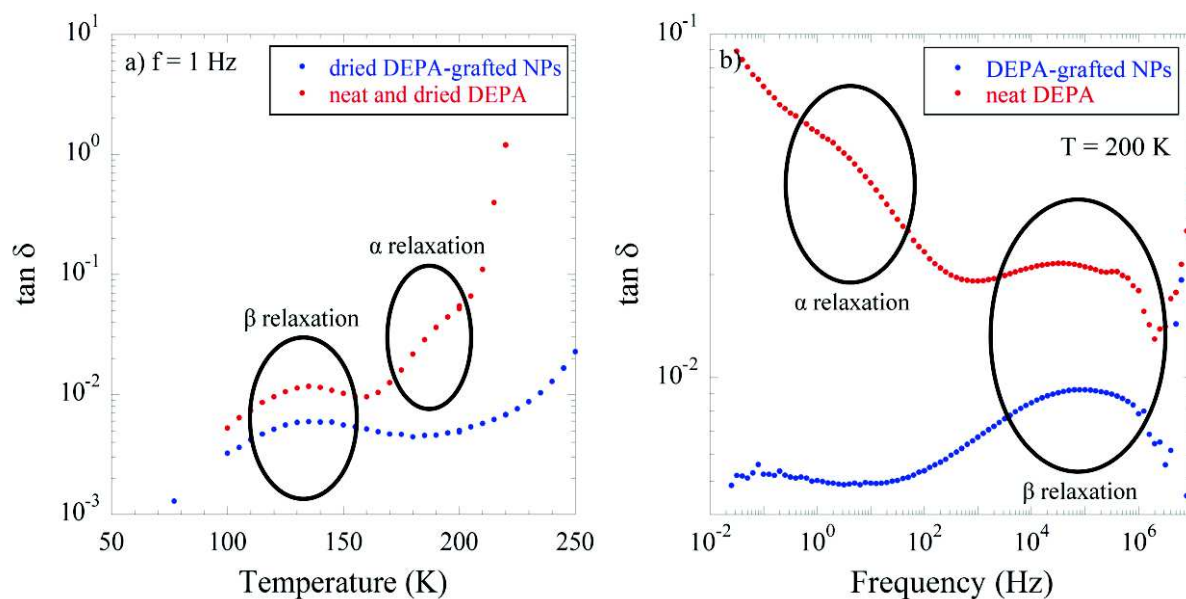 a) f = 1 Hz
dried DEPA-grafted NPs
neat and dried DEPA
β relaxation
α relaxation
tan δ
10^1
10^0
10^-1
10^-2
10^-3
50
100
150
200
250
Temperature (K)
b)
DEPA-grafted NPs
neat DEPA
T = 200 K
α relaxation
β relaxation
tan δ
10^-1
10^-2
10^-2
10^0
10^2
10^4
10^6
Frequency (Hz)